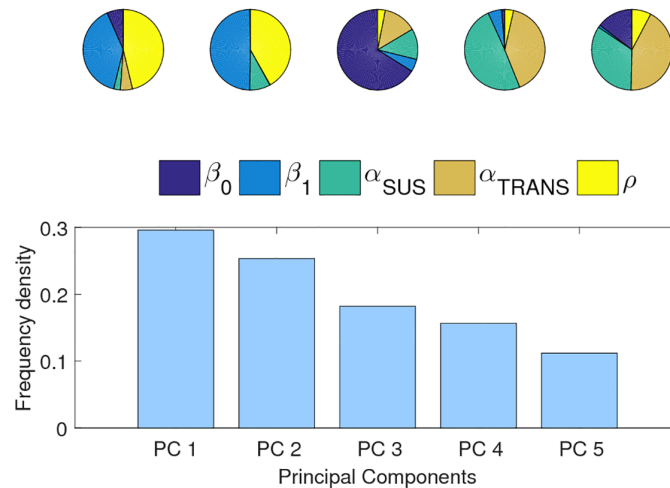 β0 β1 αSUS αTRANS ρ
0.3
0.2
0.1
0
Frequency density
PC 1 PC 2 PC 3 PC 4 PC 5
Principal Components